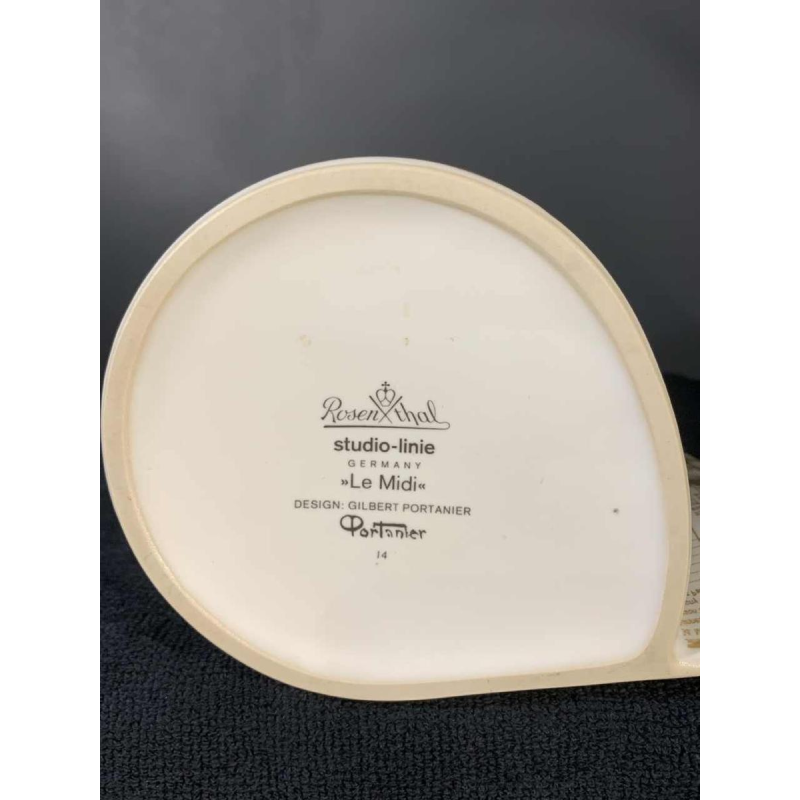 Rosenthal
studio-linie
GERMANY
»Le Midi«
DESIGN: GILBERT PORTANIER
Portanier
14